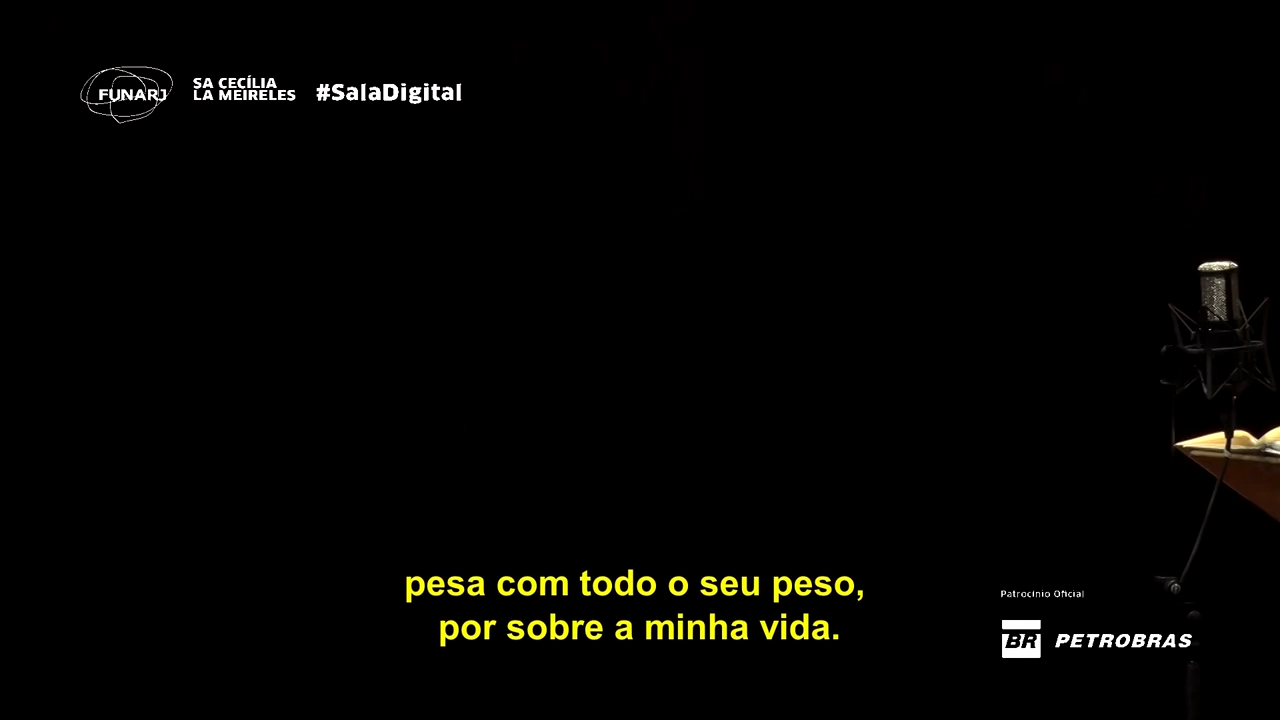 FUNARJ
SA CECÍLIA
LA MEIRELES
#SalaDigital
pesa com todo o seu peso,
por sobre a minha vida.
Patrocínio Oficial
BR PETROBRAS